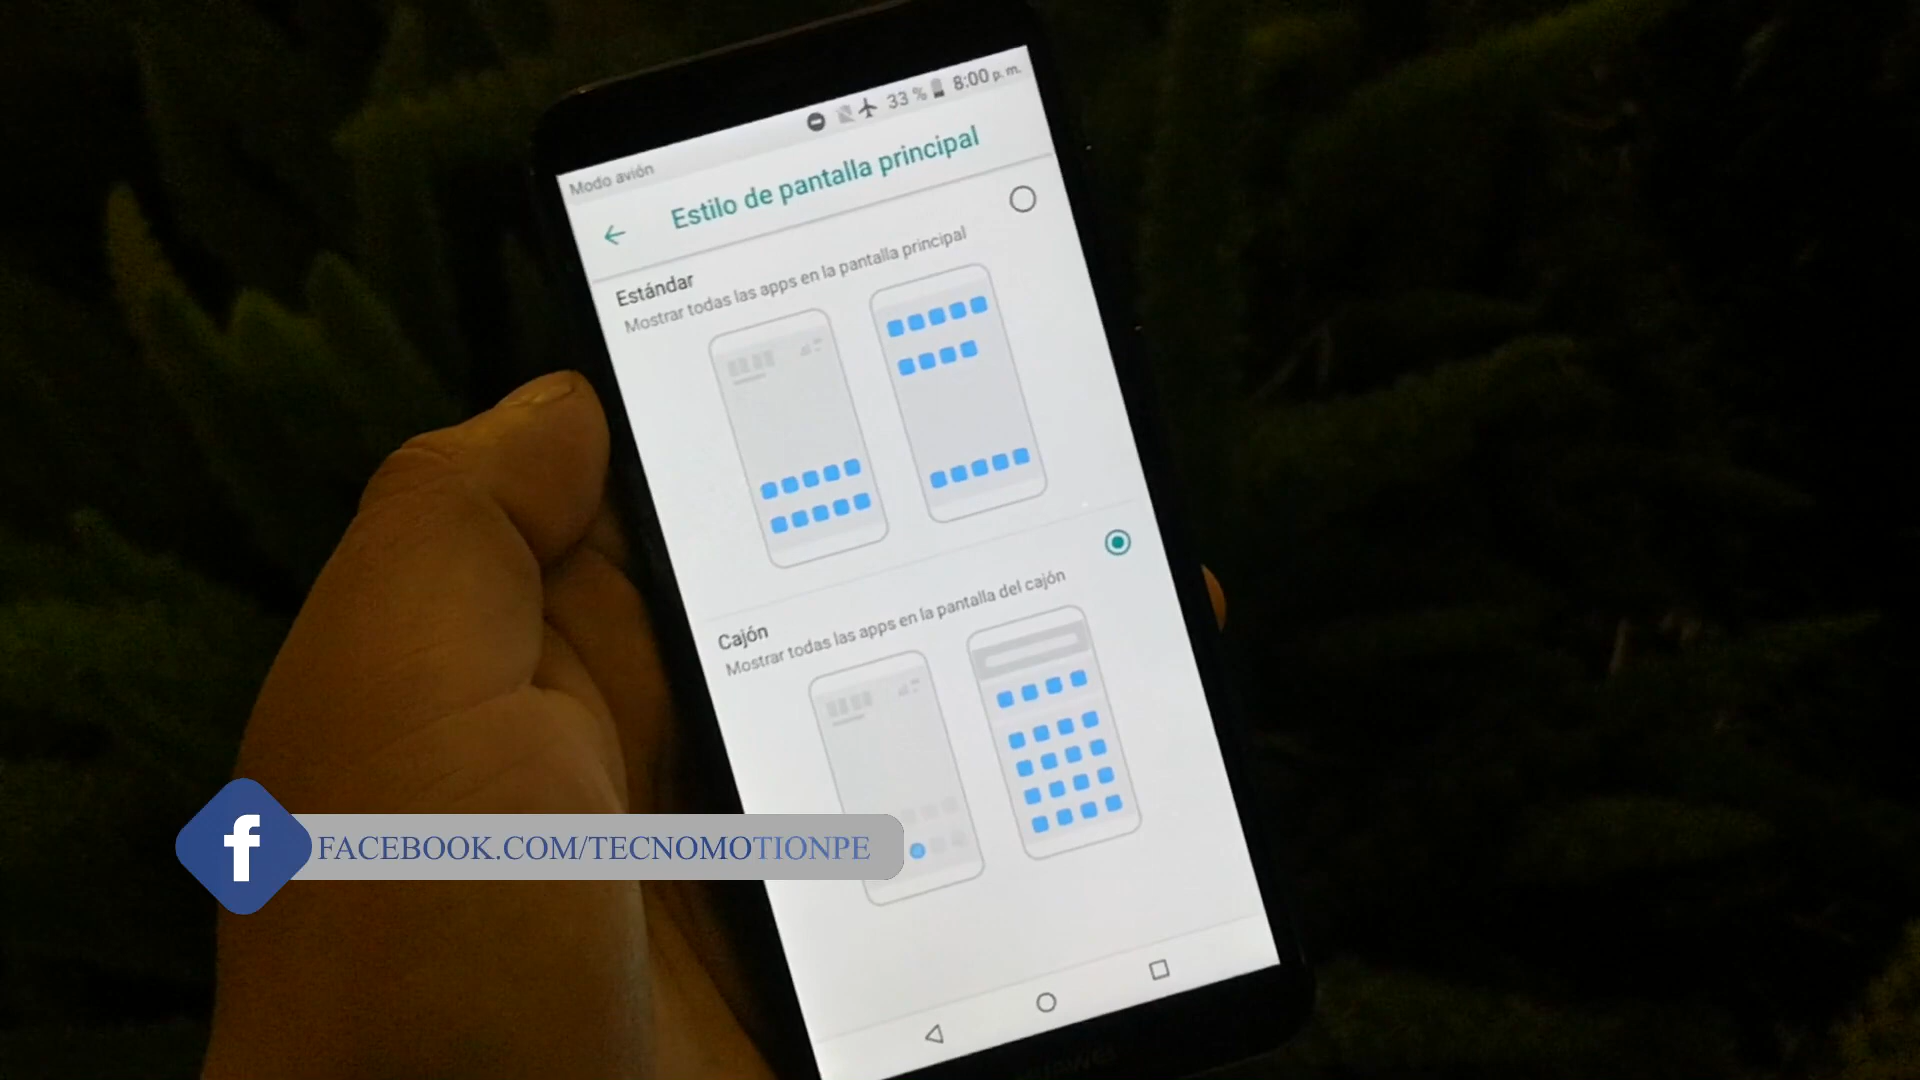 Modo avión
33 % 8:00 p. m.
Estilo de pantalla principal
Estándar
Mostrar todas las apps en la pantalla principal
Cajón
Mostrar todas las apps en la pantalla del cajón
f
FACEBOOK.COM/TECNOMOTIONPE